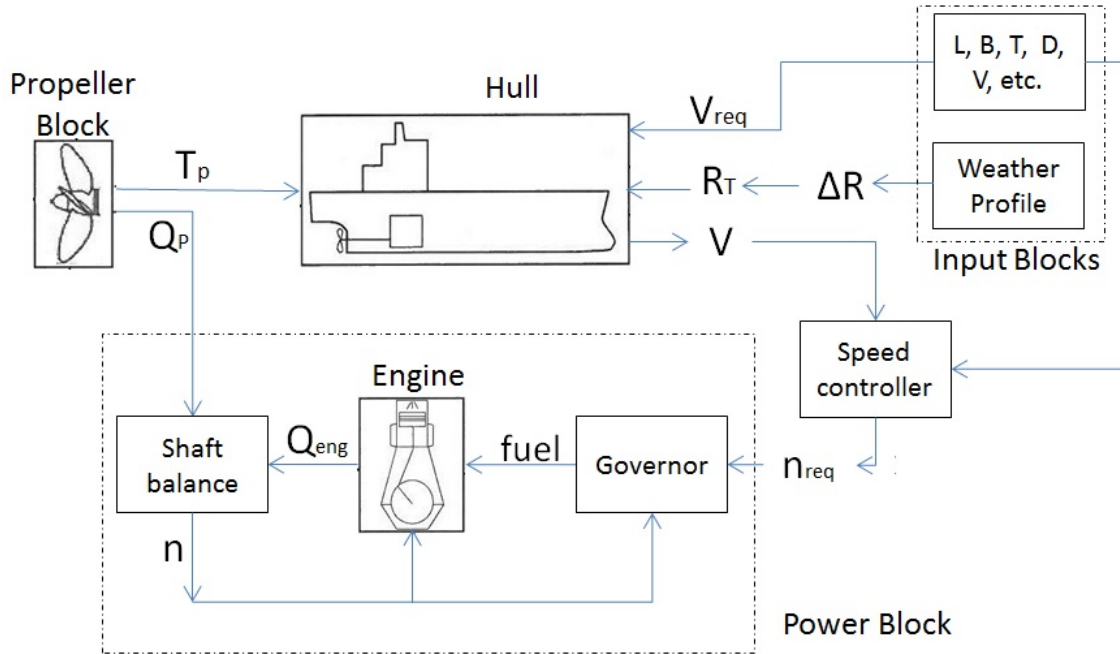 L, B, T, D,
V, etc.
Propeller
Block
Hull
Vreq
Tp
RT
ΔR
Weather
Profile
QP
V
Input Blocks
Speed
controller
Engine
Shaft
balance
Qeng
fuel
Governor
nreq
n
Power Block